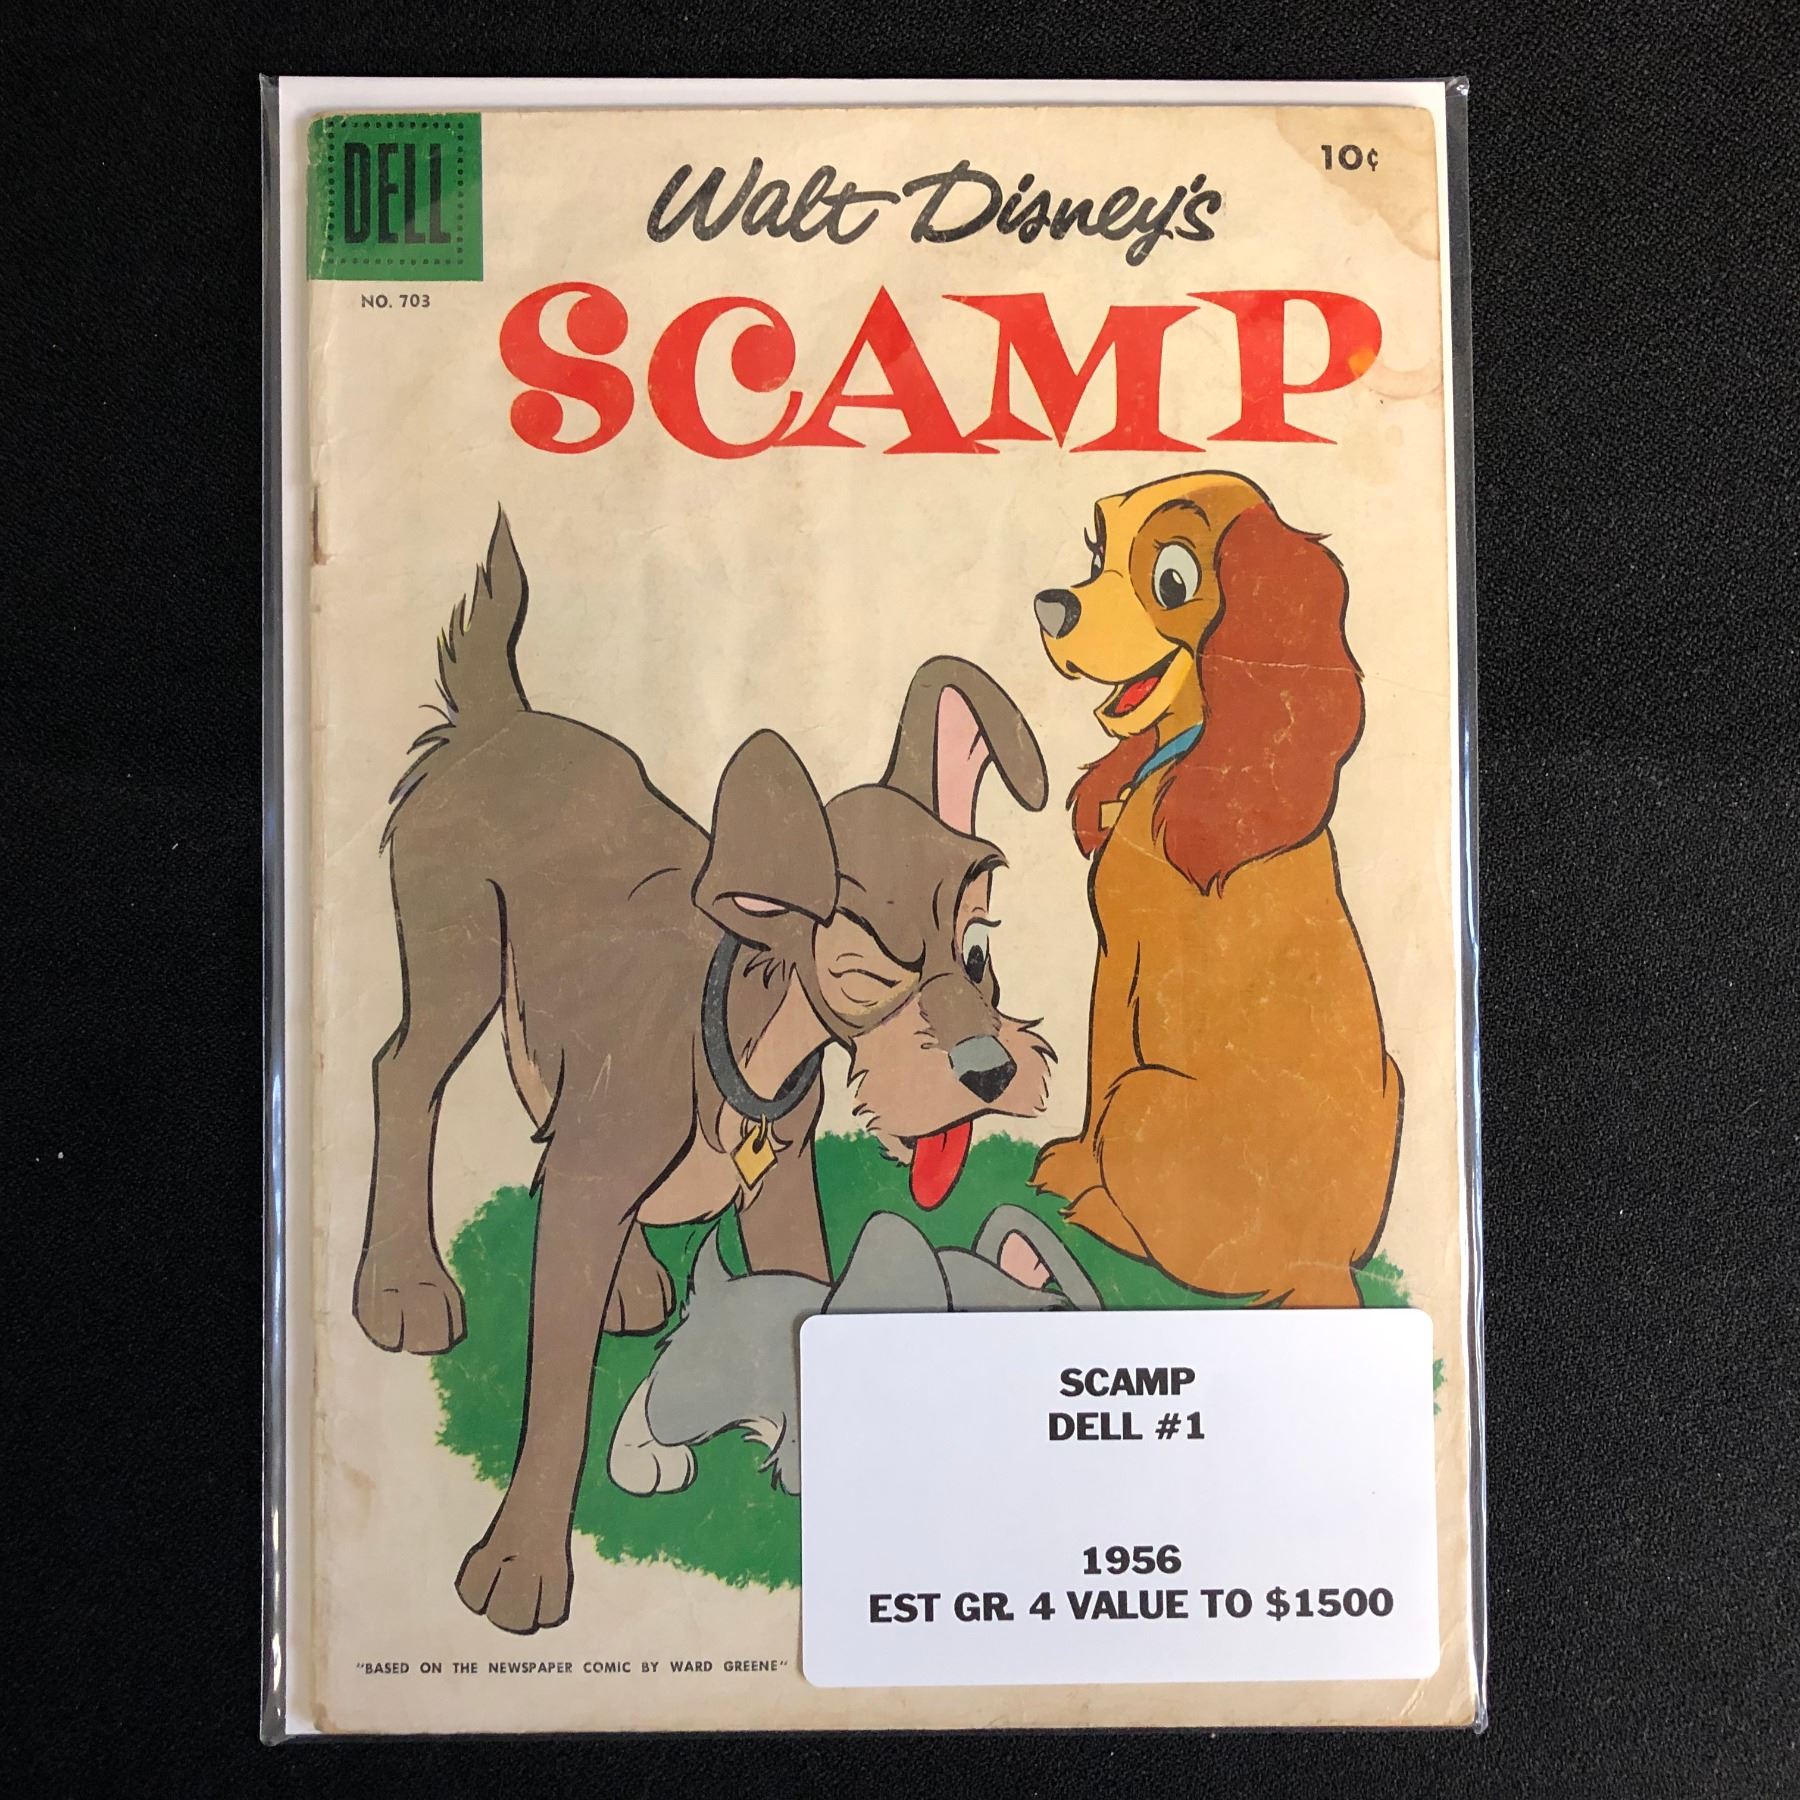 DELL
NO. 703
10¢
Walt Disney's
SCAMP
SCAMP
DELL #1
1956
EST GR. 4 VALUE TO $1500
"BASED ON THE NEWSPAPER COMIC BY WARD GREENE"